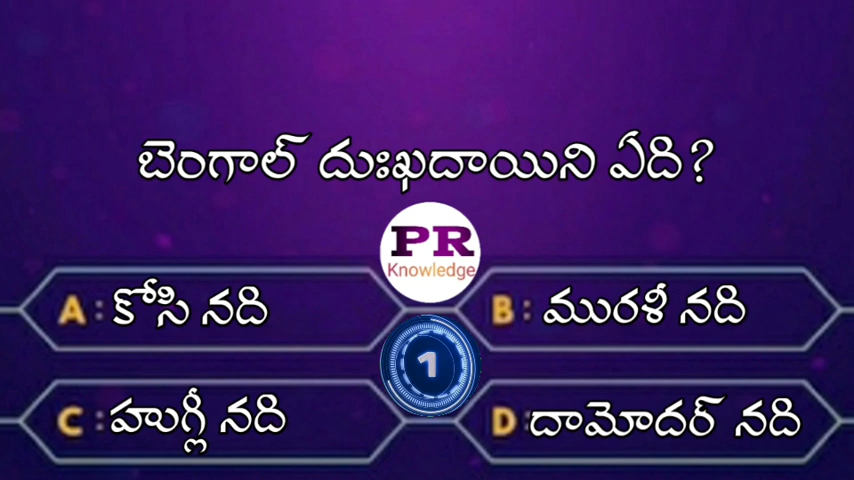 బెంగాల్ దుఃఖదాయిని ఏది?
PR
Knowledge
A : కోసి నది
B : మురళీ నది
1
C : హుగ్లీ నది
D : దామోదర్ నది